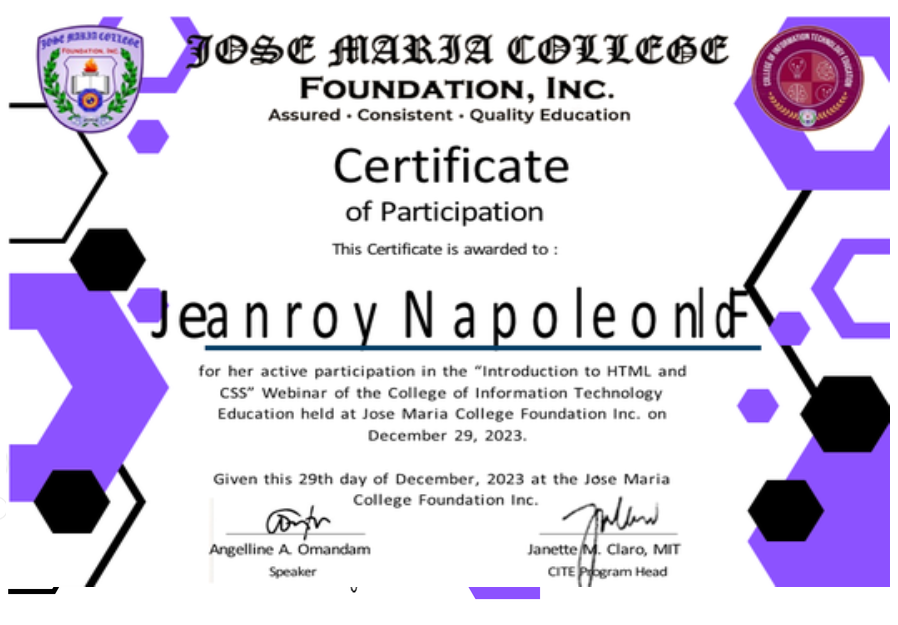 JOSE MARIA COLLEGE
FOUNDATION, INC.
JOSE MARIA COLLEGE
FOUNDATION, INC.
Assured · Consistent · Quality Education
COLLEGE OF INFORMATION TECHNOLOGY EDUCATION
Certificate
of Participation
This Certificate is awarded to :
Jeanroy Napoleon
for her active participation in the “Introduction to HTML and
CSS” Webinar of the College of Information Technology
Education held at Jose Maria College Foundation Inc. on
December 29, 2023.
Given this 29th day of December, 2023 at the Jose Maria
College Foundation Inc.
Angelline A. Omandam
Speaker
Janette M. Claro, MIT
CITE Program Head